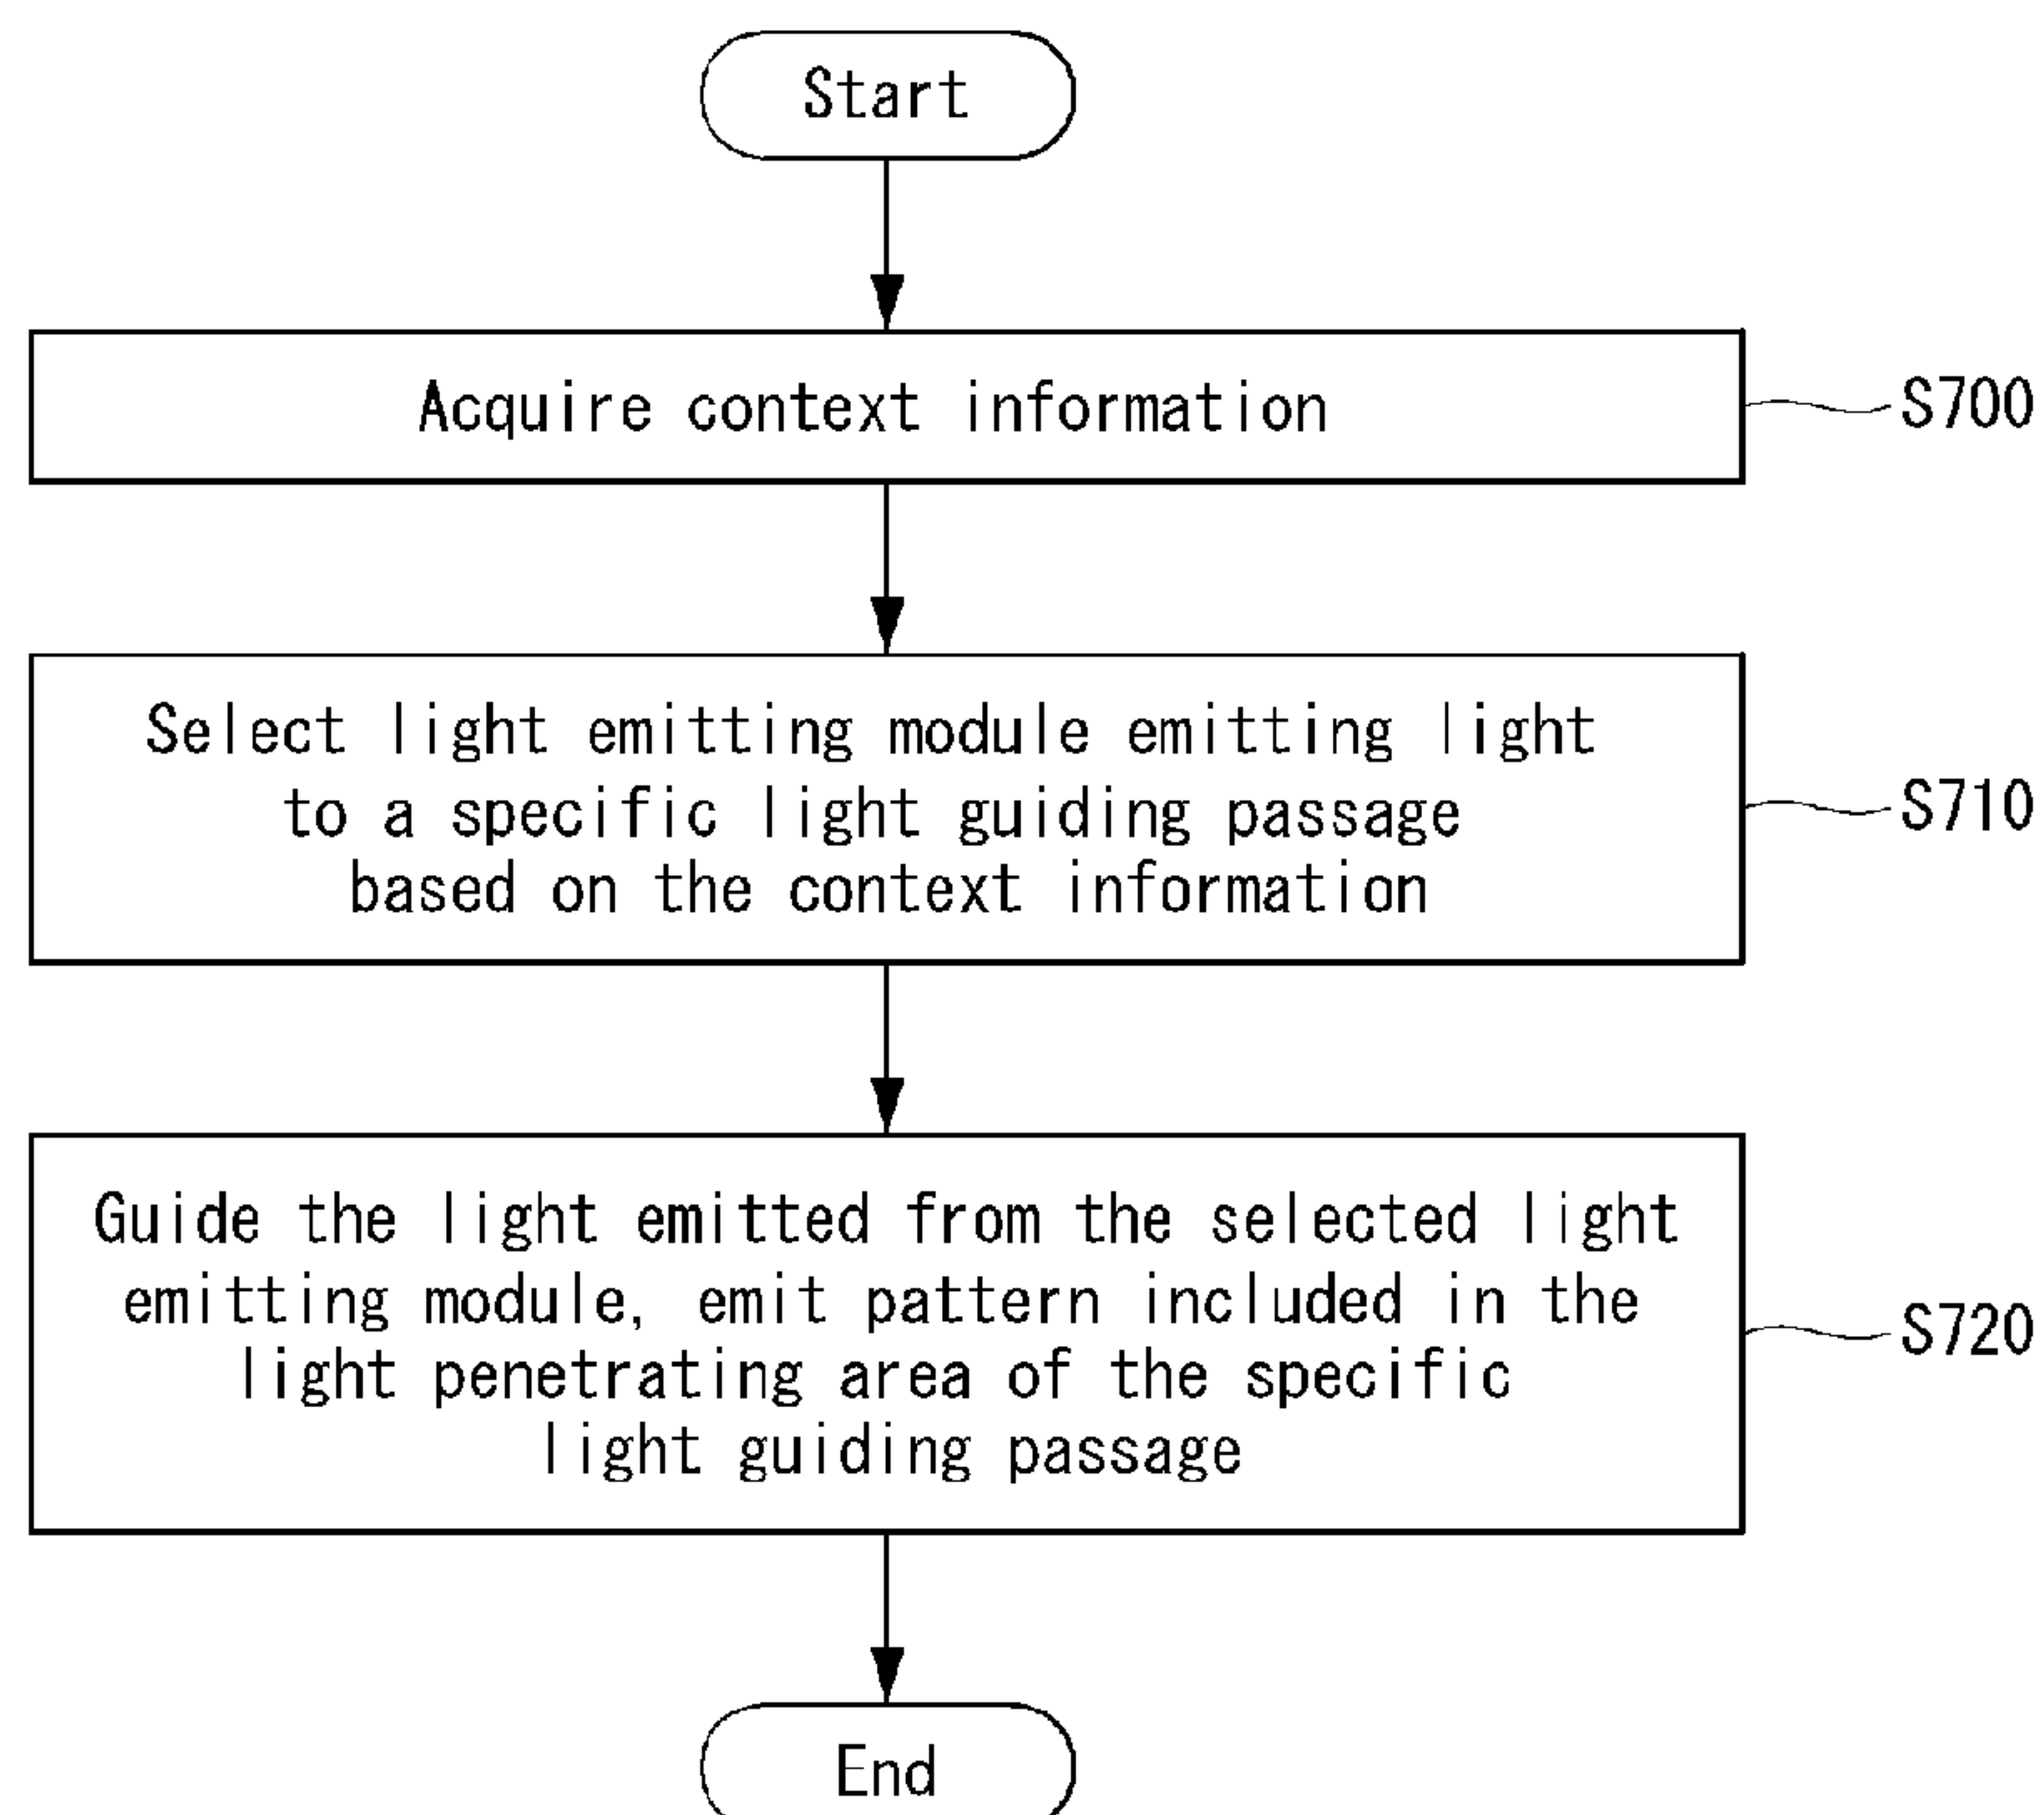 Start
Acquire context information
S700
Select light emitting module emitting light
to a specific light guiding passage
based on the context information
S710
Guide the light emitted from the selected light
emitting module, emit pattern included in the
light penetrating area of the specific
light guiding passage
S720
End